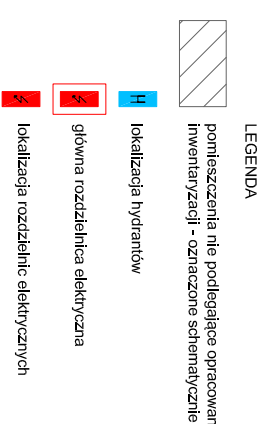 LEGENDA
pomieszczenia nie podlegające opracowan
inwentaryzacji - oznaczone schematycznie
H
lokalizacja hydrantów
główna rozdzielnica elektryczna
lokalizacja rozdzielnic elektrycznych